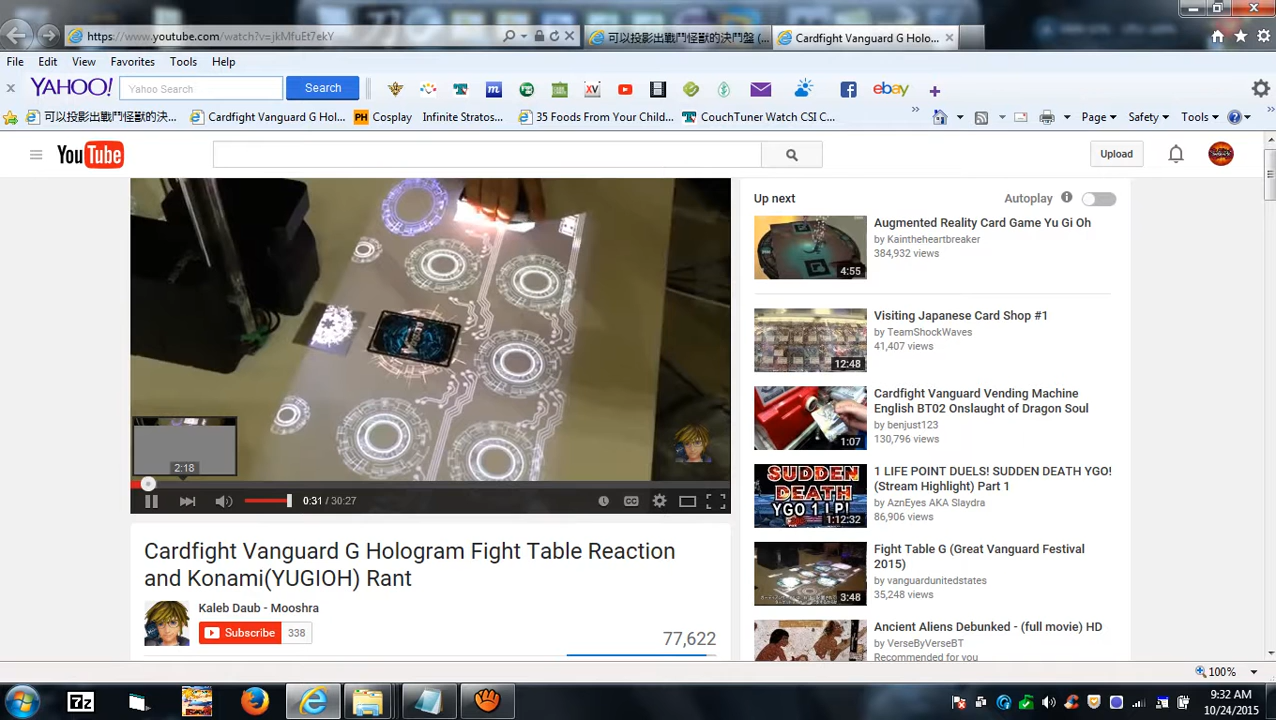 https://www.youtube.com/watch?v=jkMfuEt7ekY
可以投影出戰鬥怪獸的決鬥盤 (...
Cardfight Vanguard G Holo...
File Edit View Favorites Tools Help
YAHOO!
Yahoo Search
Search
m
XV
ebay
可以投影出戰鬥怪獸的決...
Cardfight Vanguard G Hol...
PH Cosplay
Infinite Stratos...
35 Foods From Your Child...
CouchTuner Watch CSI C...
Page
Safety
Tools
YouTube
Upload
2:18
0:31 / 30:27
CC
Cardfight Vanguard G Hologram Fight Table Reaction
and Konami(YUGIOH) Rant
Kaleb Daub - Mooshra
Subscribe 338
77,622
Up next
Autoplay
Augmented Reality Card Game Yu Gi Oh
by Kaintheheartbreaker
384,932 views
4:55
Visiting Japanese Card Shop #1
by TeamShockWaves
41,407 views
12:48
Cardfight Vanguard Vending Machine
English BT02 Onslaught of Dragon Soul
by benjust123
130,796 views
1:07
1 LIFE POINT DUELS! SUDDEN DEATH YGO!
(Stream Highlight) Part 1
by AznEyes AKA Slaydra
86,906 views
SUDDEN
DEATH
YGO 1 LP!
1:12:32
Fight Table G (Great Vanguard Festival
2015)
by vanguardunitedstates
35,248 views
3:48
Ancient Aliens Debunked - (full movie) HD
by VerseByVerseBT
Recommended for you
100%
7z
9:32 AM
10/24/2015